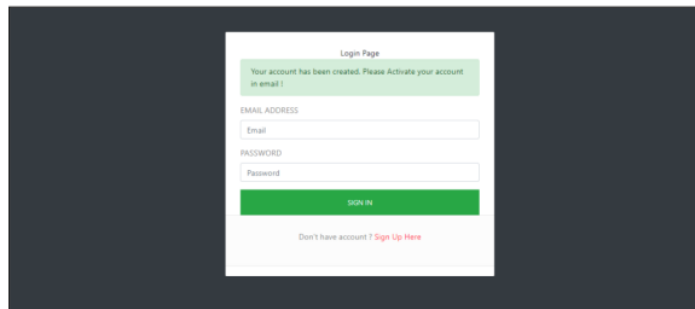 Login Page
Your account has been created. Please Activate your account
in email !
EMAIL ADDRESS
Email
PASSWORD
Password
SIGN IN
Don't have account ? Sign Up Here